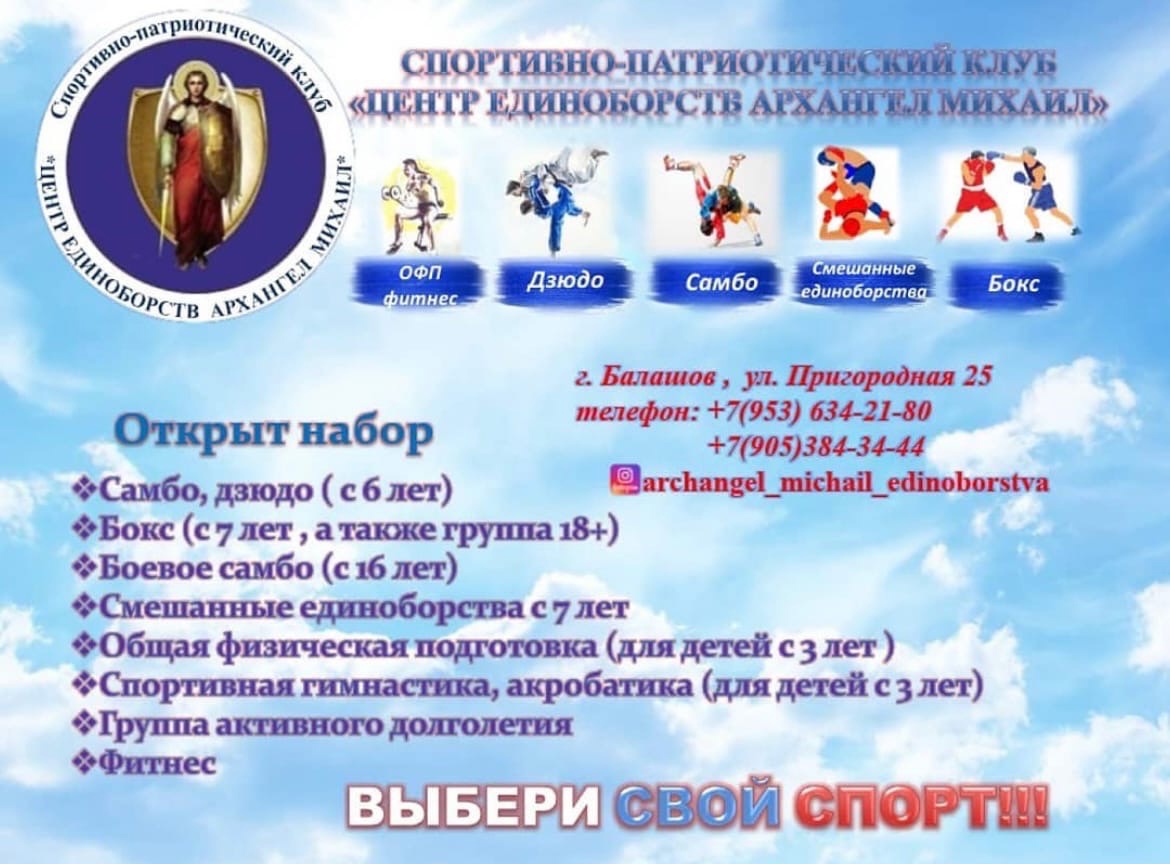 Спортивно-патриотический клуб
*ЦЕНТР ЕДИНОБОРСТВ АРХАНГЕЛ МИХАИЛ*
СПОРТИВНО-ПАТРИОТИЧЕСКИЙ КЛУБ
«ЦЕНТР ЕДИНОБОРСТВ АРХАНГЕЛ МИХАИЛ»
ОФП
фитнес
Дзюдо
Самбо
Смешанные
единоборства
Бокс
г. Балашов , ул. Пригородная 25
телефон: +7(953) 634-21-80
+7(905)384-34-44
archangel_michail_edinoborstva
Открыт набор
❖Самбо, дзюдо ( с 6 лет)
❖Бокс (с 7 лет , а также группа 18+)
❖Боевое самбо (с 16 лет)
❖Смешанные единоборства с 7 лет
❖Общая физическая подготовка (для детей с 3 лет )
❖Спортивная гимнастика, акробатика (для детей с 3 лет)
❖Группа активного долголетия
❖Фитнес
ВЫБЕРИ СВОЙ СПОРТ!!!